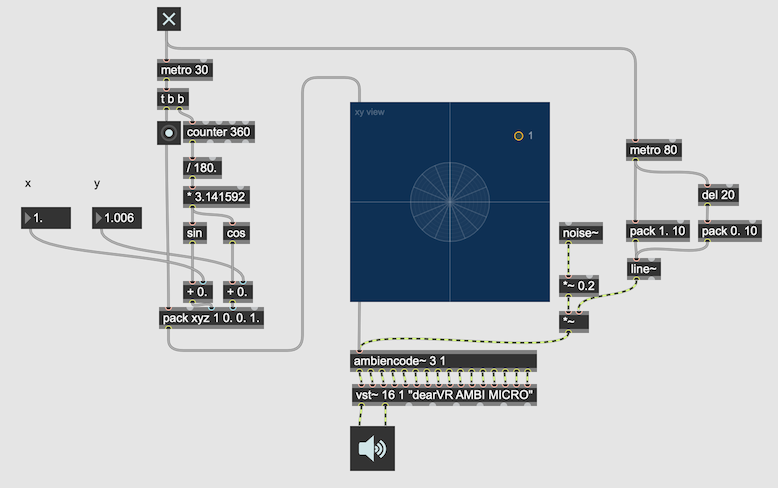 metro 30
t b b
counter 360
xy view
1
/ 180.
metro 80
x
y
* 3.141592
del 20
1.
1.006
sin
cos
noise~
pack 1. 10
pack 0. 10
line~
*~ 0.2
+ 0.
+ 0.
pack xyz 1 0. 0. 1.
*~
ambiencode~ 3 1
vst~ 16 1 "dearVR AMBI MICRO"